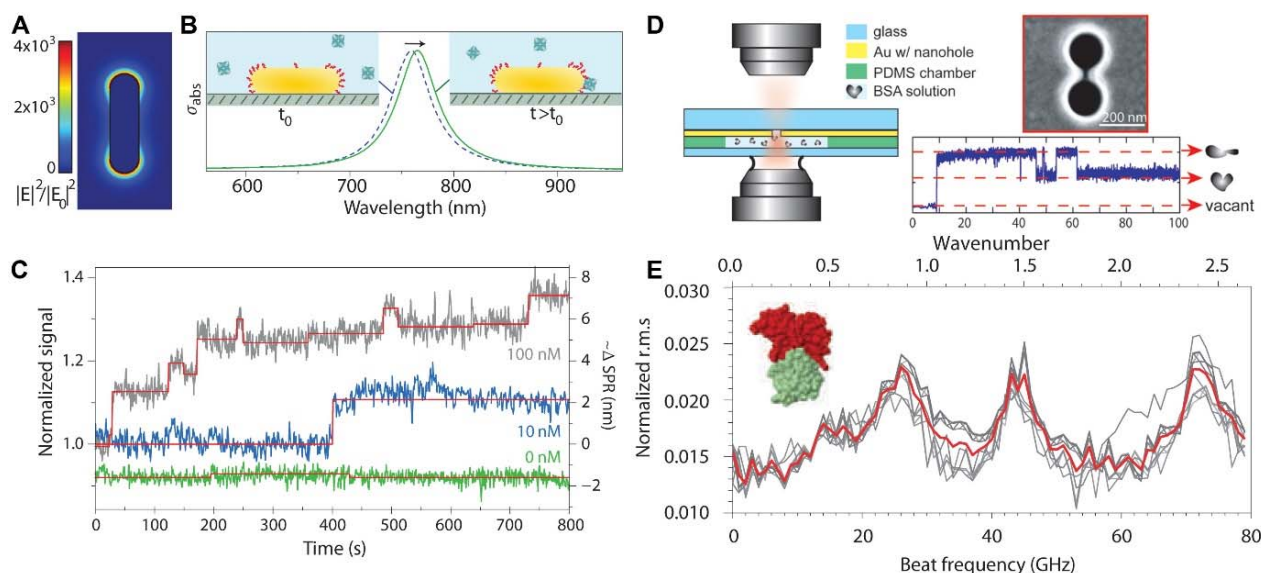 A
4x10³
2x10³
0
|E|²/|E₀|²
B
σabs
t₀
t>t₀
600
700
800
900
Wavelength (nm)
C
Normalized signal
1.4
1.2
1.0
100 nM
10 nM
0 nM
8
6
4
2
0
−2
~Δ SPR (nm)
0
100
200
300
400
500
600
700
800
Time (s)
D
glass
Au w/ nanohole
PDMS chamber
BSA solution
200 nm
vacant
0
20
40
60
80
100
Wavenumber
E
0.0
0.5
1.0
1.5
2.0
2.5
Normalized r.m.s
0.030
0.025
0.020
0.015
0.010
0
20
40
60
80
Beat frequency (GHz)